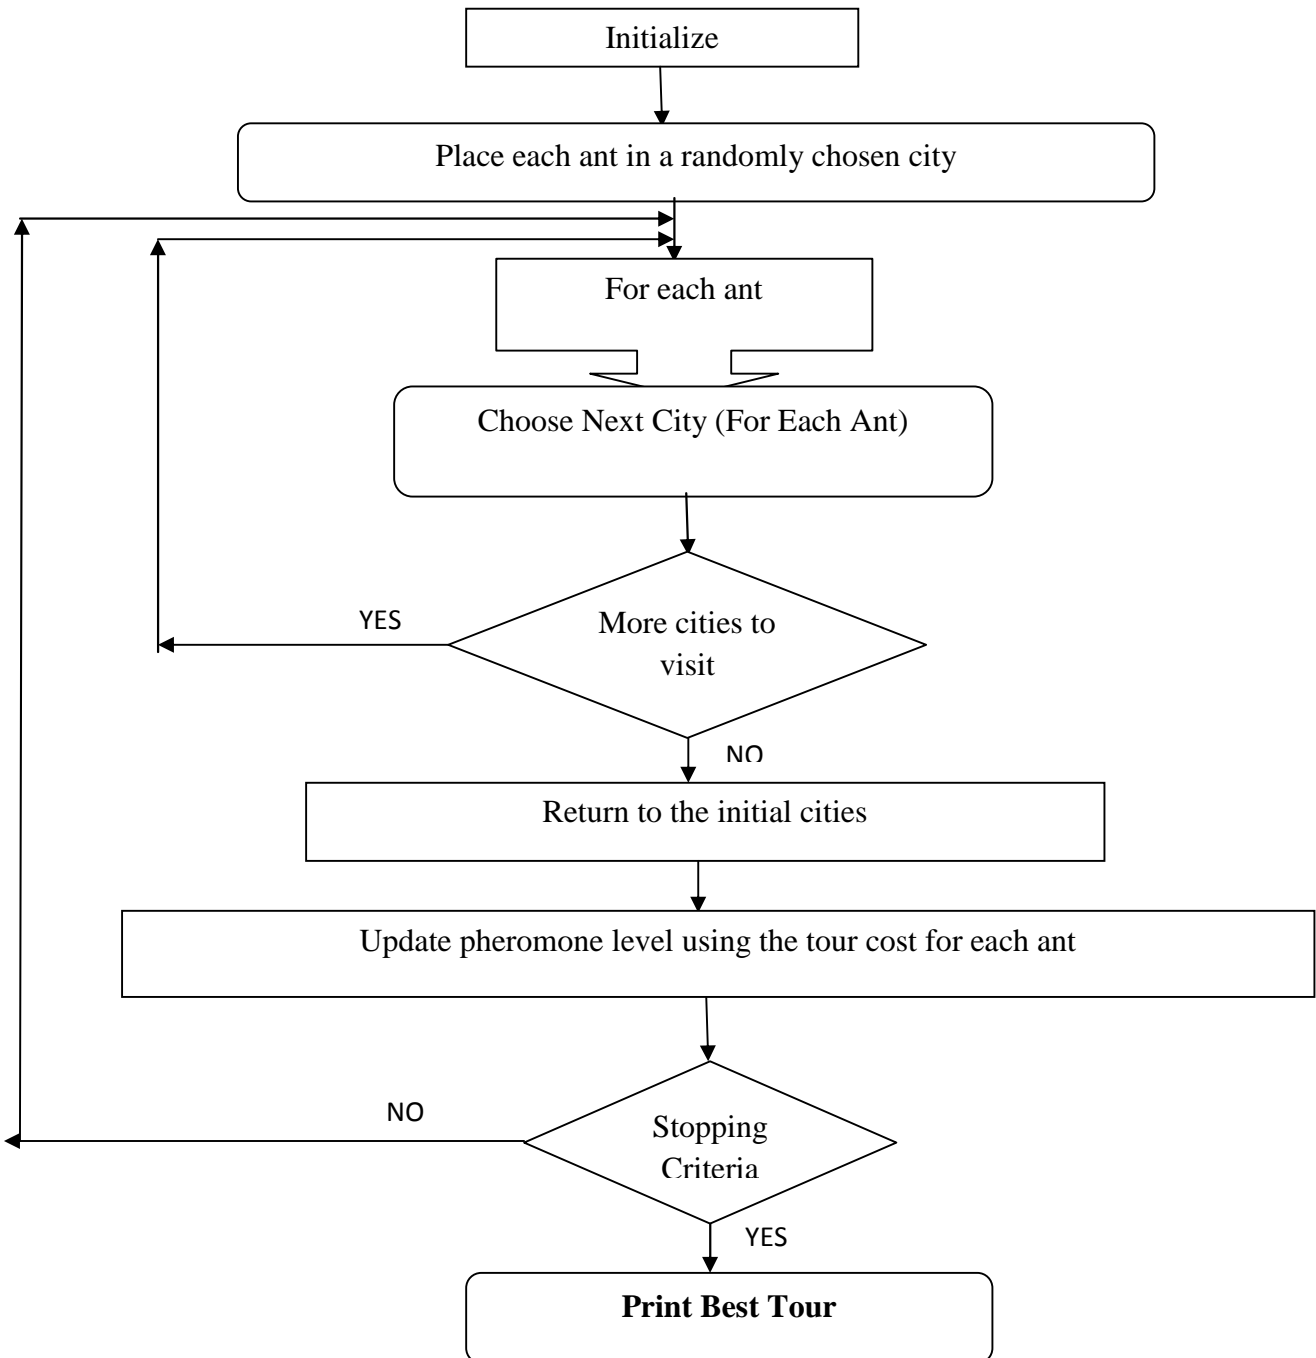 Initialize
Place each ant in a randomly chosen city
For each ant
Choose Next City (For Each Ant)
YES
More cities to
visit
NO
Return to the initial cities
Update pheromone level using the tour cost for each ant
NO
Stopping
Criteria
YES
Print Best Tour